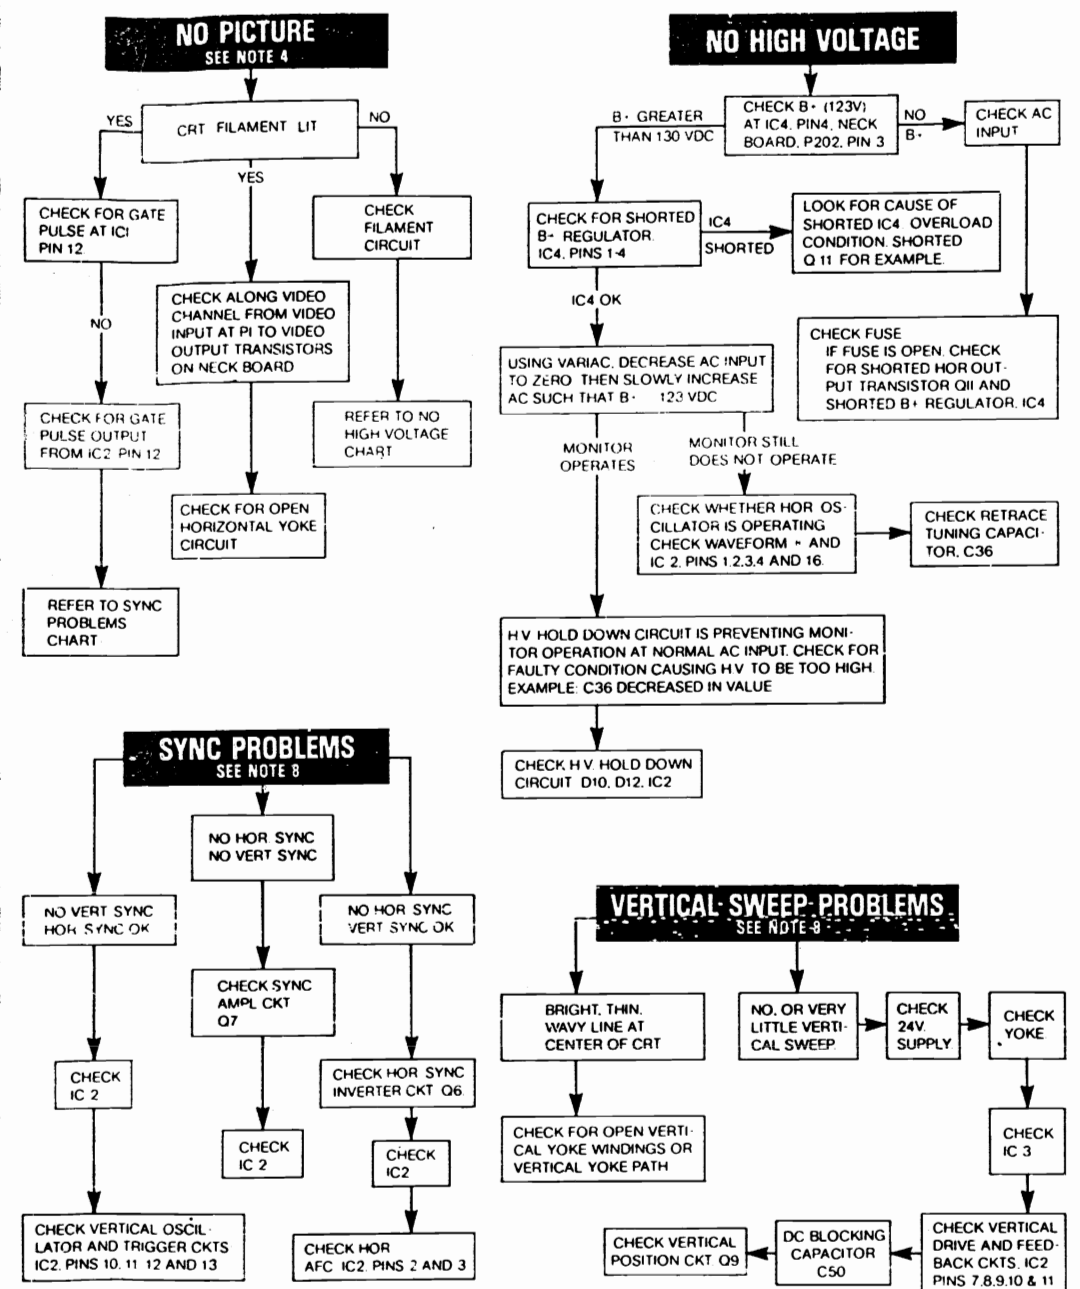 NO PICTURE
SEE NOTE 4
CRT FILAMENT LIT
YES
NO
YES
CHECK FOR GATE
PULSE AT IC1
PIN 12
NO
CHECK FOR GATE
PULSE OUTPUT
FROM IC2 PIN 12
REFER TO SYNC
PROBLEMS
CHART
CHECK ALONG VIDEO
CHANNEL FROM VIDEO
INPUT AT P1 TO VIDEO
OUTPUT TRANSISTORS
ON NECK BOARD
CHECK FOR OPEN
HORIZONTAL YOKE
CIRCUIT
CHECK
FILAMENT
CIRCUIT
REFER TO NO
HIGH VOLTAGE
CHART
NO HIGH VOLTAGE
CHECK B+ (123V)
AT IC4, PIN4, NECK
BOARD, P202, PIN 3
B+ GREATER
THAN 130 VDC
NO
B+
CHECK AC
INPUT
CHECK FOR SHORTED
B+ REGULATOR.
IC4, PINS 1-4
IC4
SHORTED
LOOK FOR CAUSE OF
SHORTED IC4. OVERLOAD
CONDITION. SHORTED
Q 11 FOR EXAMPLE.
IC4 OK
CHECK FUSE
IF FUSE IS OPEN. CHECK
FOR SHORTED HOR OUT-
PUT TRANSISTOR Q11 AND
SHORTED B+ REGULATOR. IC4
USING VARIAC, DECREASE AC INPUT
TO ZERO THEN SLOWLY INCREASE
AC SUCH THAT B+ 123 VDC
MONITOR
OPERATES
MONITOR STILL
DOES NOT OPERATE
CHECK WHETHER HOR OS-
CILLATOR IS OPERATING
CHECK WAVEFORM AND
IC 2, PINS 1,2,3,4 AND 16.
CHECK RETRACE
TUNING CAPACI-
TOR, C36
HV HOLD DOWN CIRCUIT IS PREVENTING MONI-
TOR OPERATION AT NORMAL AC INPUT. CHECK FOR
FAULTY CONDITION CAUSING HV TO BE TOO HIGH.
EXAMPLE: C36 DECREASED IN VALUE
CHECK H V. HOLD DOWN
CIRCUIT D10, D12, IC2
SYNC PROBLEMS
SEE NOTE 8
NO VERT SYNC
HOR SYNC OK
CHECK
IC 2
CHECK VERTICAL OSCIL-
LATOR AND TRIGGER CKTS
IC2, PINS 10, 11 12 AND 13
NO HOR SYNC
NO VERT SYNC
CHECK SYNC
AMPL CKT
Q7
CHECK
IC 2
NO HOR SYNC
VERT SYNC OK
CHECK HOR SYNC
INVERTER CKT Q6.
CHECK
IC2
CHECK HOR
AFC IC2, PINS 2 AND 3
VERTICAL SWEEP PROBLEMS
SEE NOTE 8
BRIGHT, THIN,
WAVY LINE AT
CENTER OF CRT
CHECK FOR OPEN VERTI-
CAL YOKE WINDINGS OR
VERTICAL YOKE PATH
NO, OR VERY
LITTLE VERTI-
CAL SWEEP.
CHECK
24V.
SUPPLY
CHECK
YOKE
CHECK
IC 3
CHECK VERTICAL
DRIVE AND FEED-
BACK CKTS, IC2
PINS 7,8,9,10 & 11
DC BLOCKING
CAPACITOR
C50
CHECK VERTICAL
POSITION CKT Q9